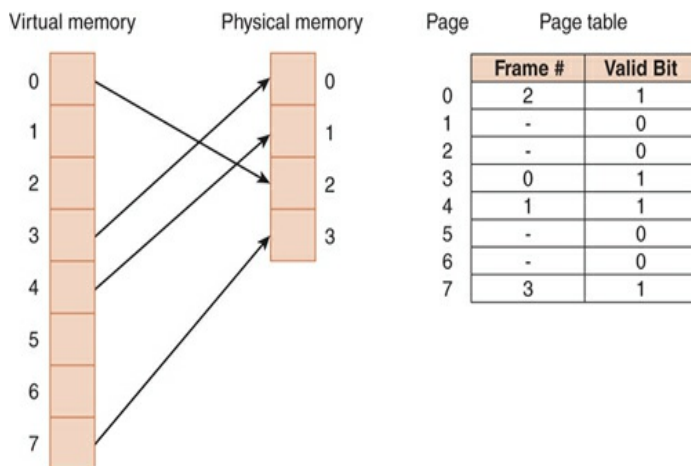 Virtual memory
Physical memory
Page
Page table
Frame # Valid Bit
0 2 1
1 - 0
2 - 0
3 0 1
4 1 1
5 - 0
6 - 0
7 3 1
0
1
2
3
4
5
6
7
0
1
2
3